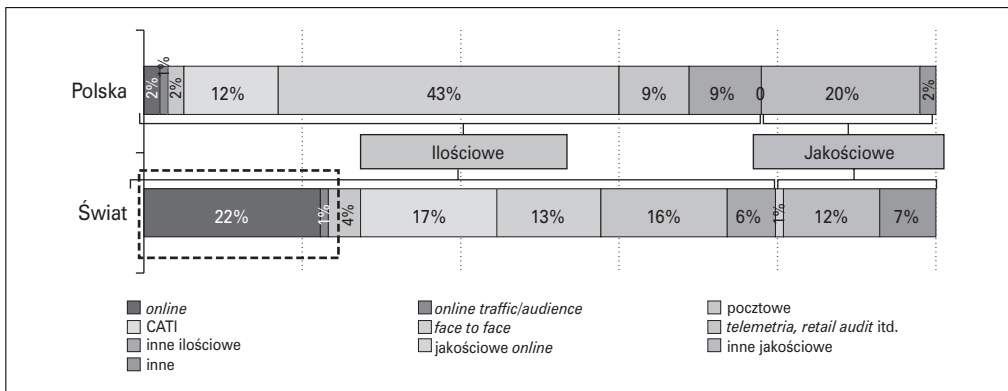 Polska 2% 1% 2% 12% 43% 9% 9% 0 20% 2%
Ilościowe Jakościowe
Świat 22% 1% 4% 17% 13% 16% 6% 1% 12% 7%
online online traffic/audience pocztowe
CATI face to face telemetria, retail audit itd.
inne ilościowe jakościowe online inne jakościowe
inne